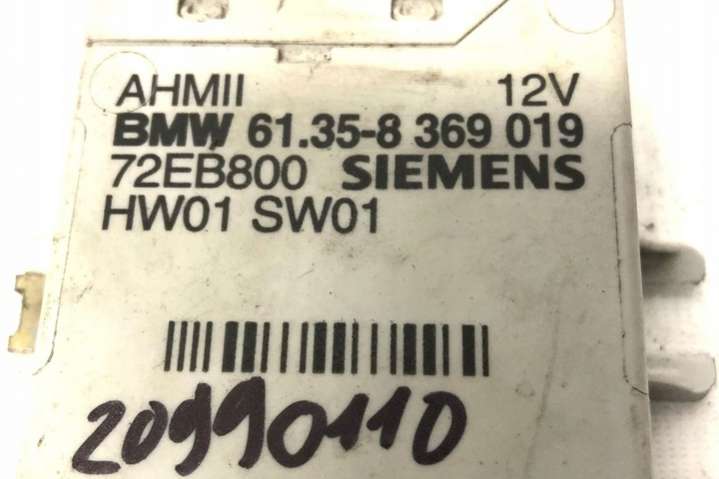 AHMII 12V
BMW 61.35-8 369 019
72EB800 SIEMENS
HW01 SW01
20990110